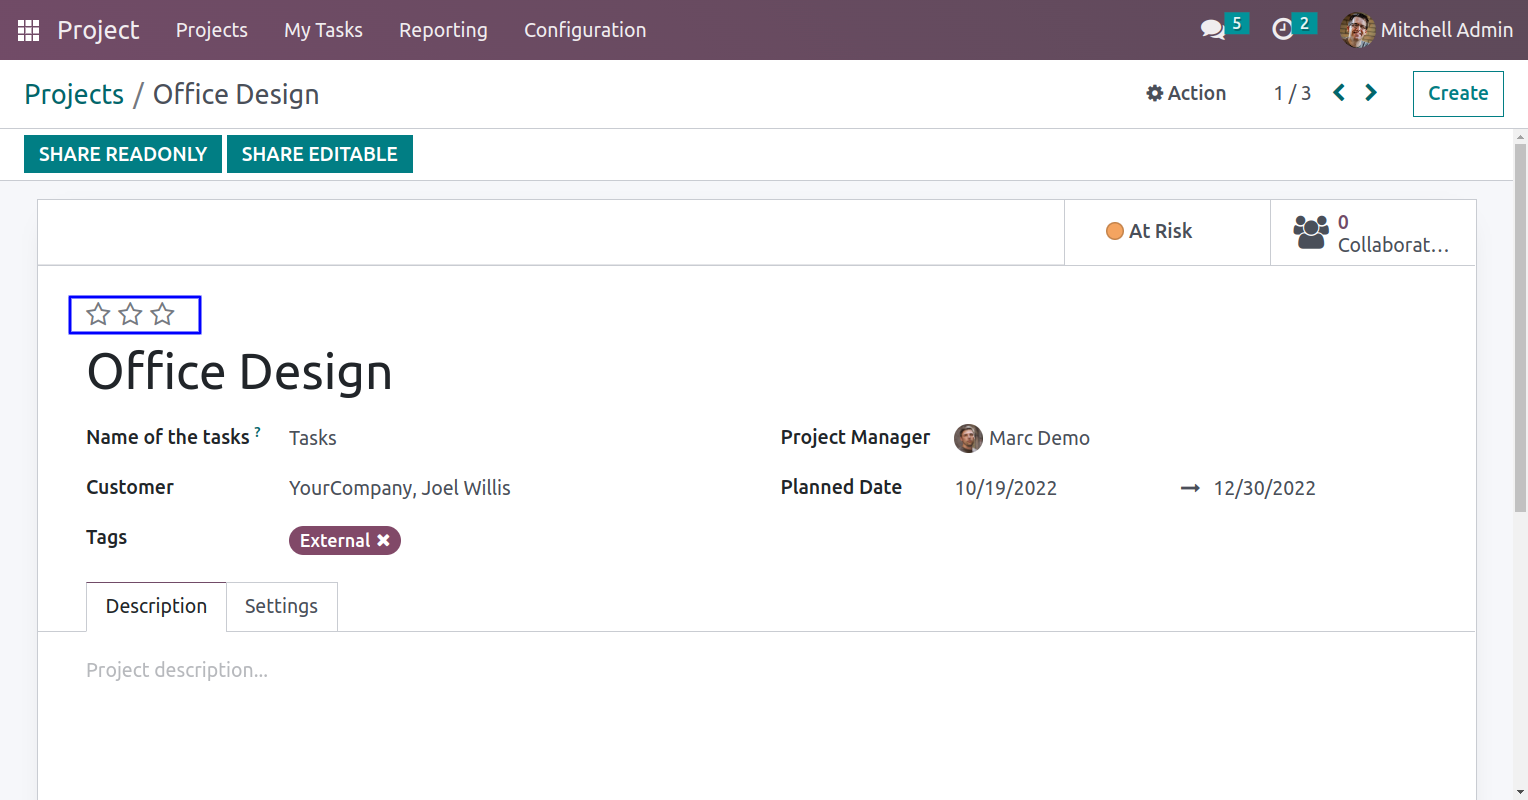 Project Projects My Tasks Reporting Configuration 5 2 Mitchell Admin
Projects / Office Design Action 1 / 3 Create
SHARE READONLY SHARE EDITABLE
At Risk 0
Collaborat...
Office Design
Name of the tasks ? Tasks Project Manager Marc Demo
Customer YourCompany, Joel Willis Planned Date 10/19/2022 → 12/30/2022
Tags External ✖
Description Settings
Project description...